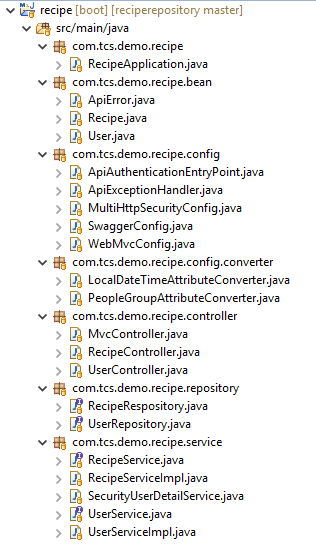 recipe [boot] [reciperepository master]
src/main/java
com.tcs.demo.recipe
RecipeApplication.java
com.tcs.demo.recipe.bean
ApiError.java
Recipe.java
User.java
com.tcs.demo.recipe.config
ApiAuthenticationEntryPoint.java
ApiExceptionHandler.java
MultiHttpSecurityConfig.java
SwaggerConfig.java
WebMvcConfig.java
com.tcs.demo.recipe.config.converter
LocalDateTimeAttributeConverter.java
PeopleGroupAttributeConverter.java
com.tcs.demo.recipe.controller
MvcController.java
RecipeController.java
UserController.java
com.tcs.demo.recipe.repository
RecipeRespository.java
UserRepository.java
com.tcs.demo.recipe.service
RecipeService.java
RecipeServiceImpl.java
SecurityUserDetailService.java
UserService.java
UserServiceImpl.java